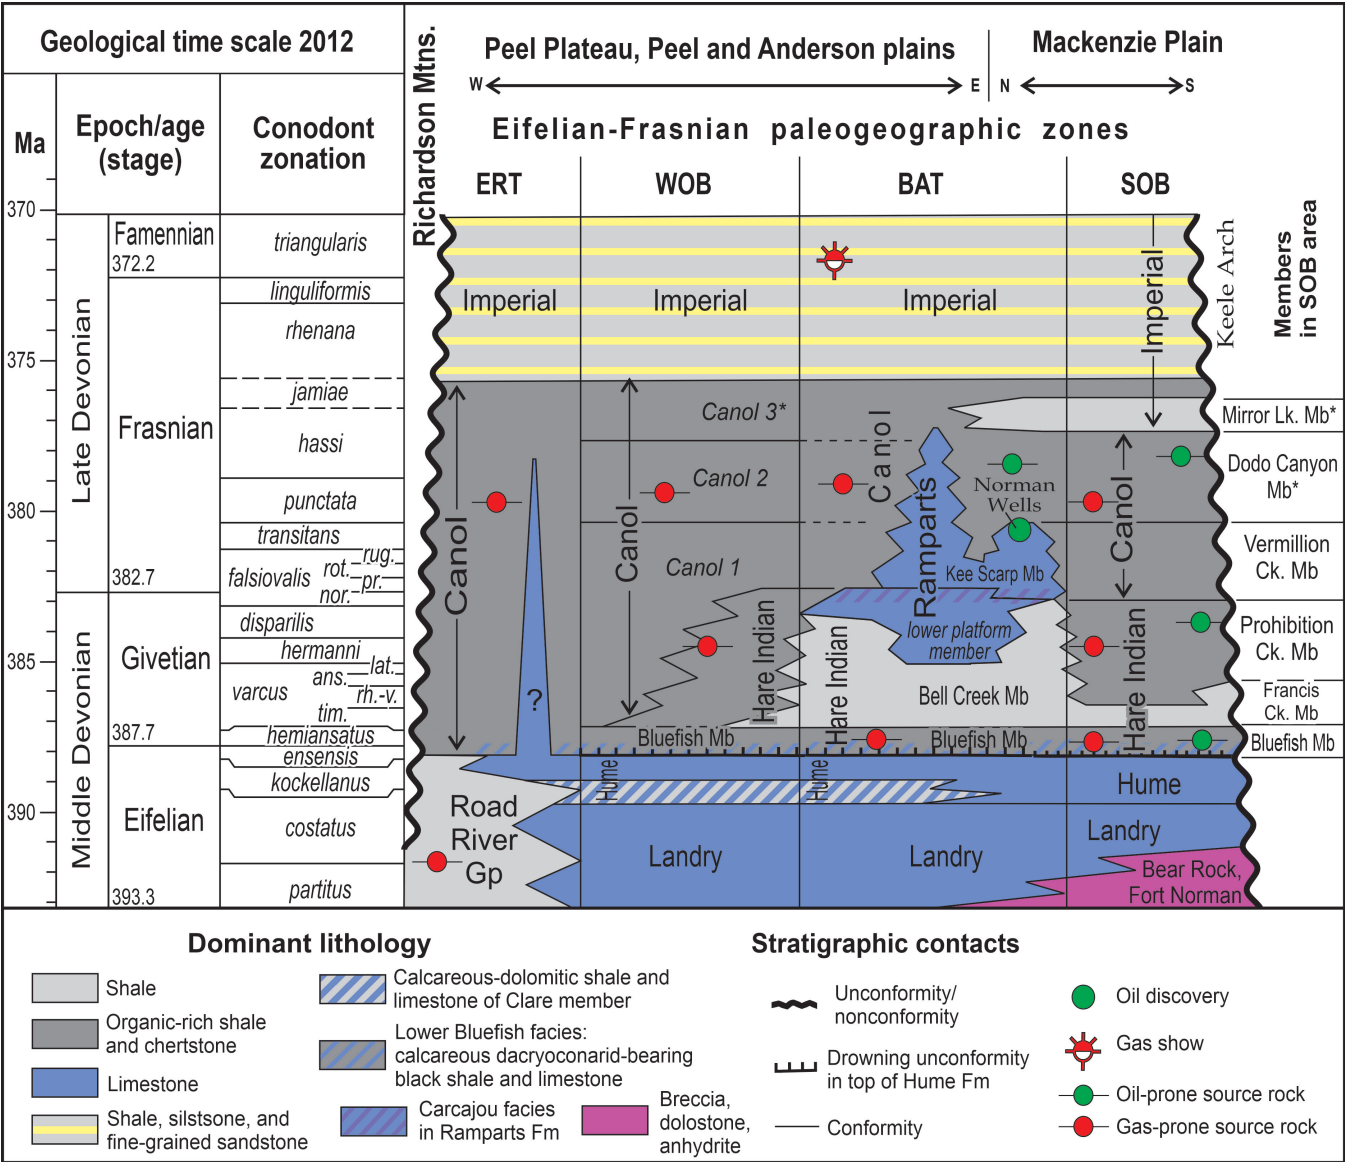 Geological time scale 2012
Richardson Mtns.
Peel Plateau, Peel and Anderson plains
Mackenzie Plain
W
E
N
S
Ma
Epoch/age
(stage)
Conodont
zonation
Eifelian-Frasnian paleogeographic zones
ERT
WOB
BAT
SOB
Keele Arch
Members
in SOB area
370
375
380
385
390
Late Devonian
Middle Devonian
Famennian
372.2
Frasnian
382.7
Givetian
387.7
Eifelian
393.3
triangularis
linguliformis
rhenana
jamiae
hassi
punctata
transitans
falsiovalis
rug.
rot.
pr.
nor.
disparilis
hermanni
lat.
ans.
varcus
rh.-v.
tim.
hemiansatus
ensensis
kockellanus
costatus
partitus
Imperial
Imperial
Imperial
Imperial
Canol
Canol
Canol 3*
Canol 2
Canol 1
Canol
Ramparts
Norman
Wells
Kee Scarp Mb
lower platform
member
Canol
Hare Indian
Hare Indian
Hare Indian
Bell Creek Mb
Bluefish Mb
Bluefish Mb
?
Hume
Hume
Hume
Road
River
Gp
Landry
Landry
Landry
Bear Rock,
Fort Norman
Mirror Lk. Mb*
Dodo Canyon
Mb*
Vermillion
Ck. Mb
Prohibition
Ck. Mb
Francis
Ck. Mb
Bluefish Mb
Dominant lithology
Shale
Organic-rich shale
and chertstone
Limestone
Shale, silstsone, and
fine-grained sandstone
Calcareous-dolomitic shale and
limestone of Clare member
Lower Bluefish facies:
calcareous dacryoconarid-bearing
black shale and limestone
Carcajou facies
in Ramparts Fm
Breccia,
dolostone,
anhydrite
Stratigraphic contacts
Unconformity/
nonconformity
Drowning unconformity
in top of Hume Fm
Conformity
Oil discovery
Gas show
Oil-prone source rock
Gas-prone source rock